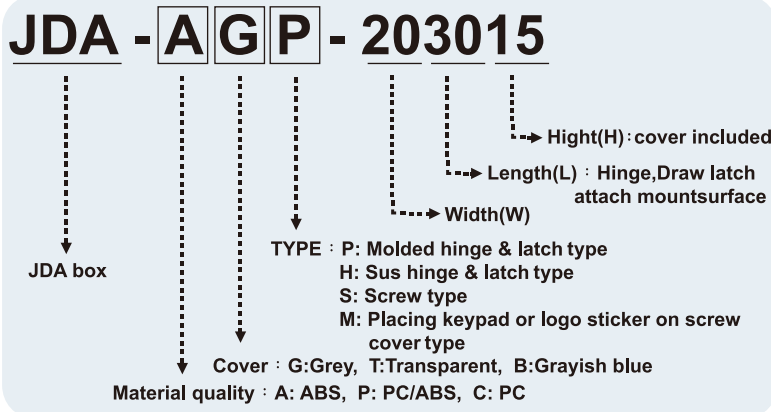 JDA - A G P - 203015
Hight(H):cover included
Length(L) : Hinge,Draw latch
attach mountsurface
Width(W)
TYPE : P: Molded hinge & latch type
JDA box
H: Sus hinge & latch type
S: Screw type
M: Placing keypad or logo sticker on screw
cover type
Cover : G:Grey, T:Transparent, B:Grayish blue
Material quality : A: ABS, P: PC/ABS, C: PC